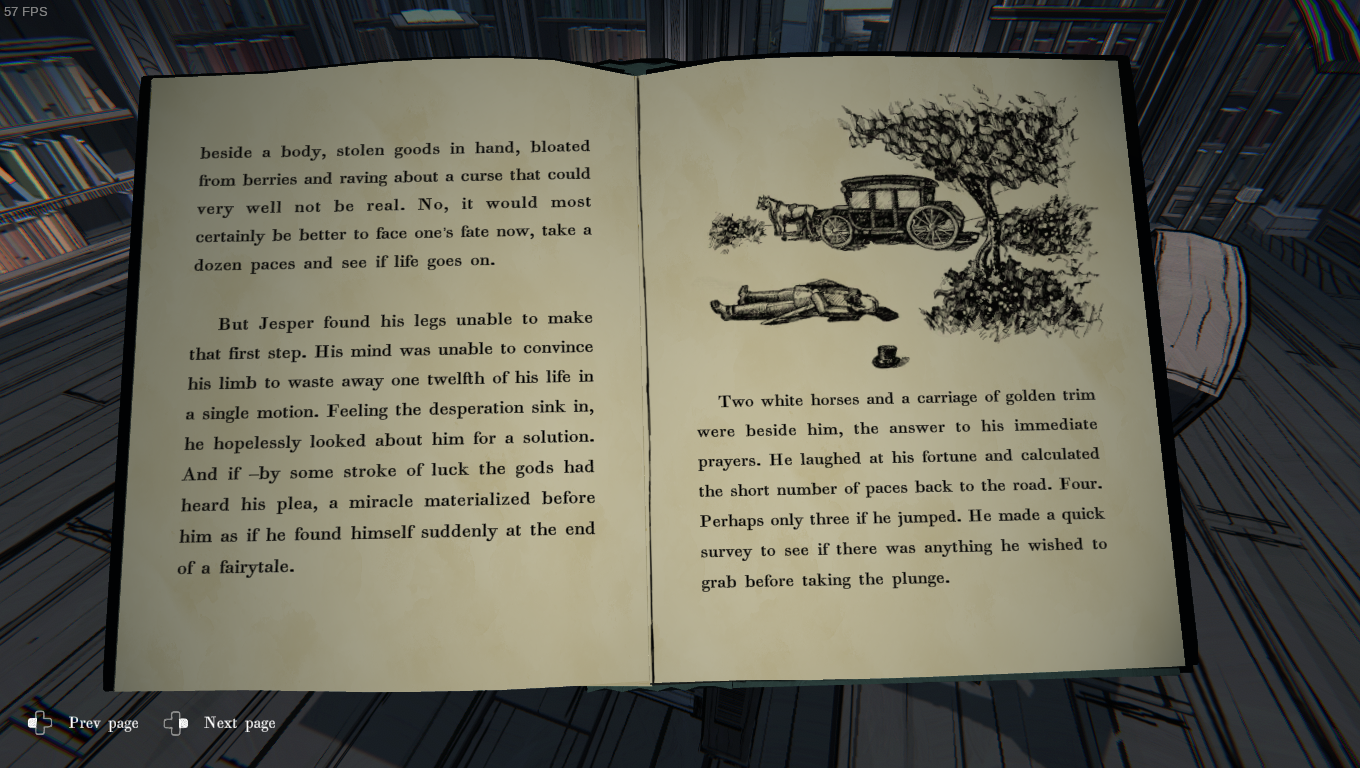 57 FPS
beside a body, stolen goods in hand, bloated
from berries and raving about a curse that could
very well not be real. No, it would most
certainly be better to face one's fate now, take a
dozen paces and see if life goes on.
But Jesper found his legs unable to make
that first step. His mind was unable to convince
his limb to waste away one twelfth of his life in
a single motion. Feeling the desperation sink in,
he hopelessly looked about him for a solution.
And if –by some stroke of luck the gods had
heard his plea, a miracle materialized before
him as if he found himself suddenly at the end
of a fairytale.
Two white horses and a carriage of golden trim
were beside him, the answer to his immediate
prayers. He laughed at his fortune and calculated
the short number of paces back to the road. Four.
Perhaps only three if he jumped. He made a quick
survey to see if there was anything he wished to
grab before taking the plunge.
Prev page
Next page